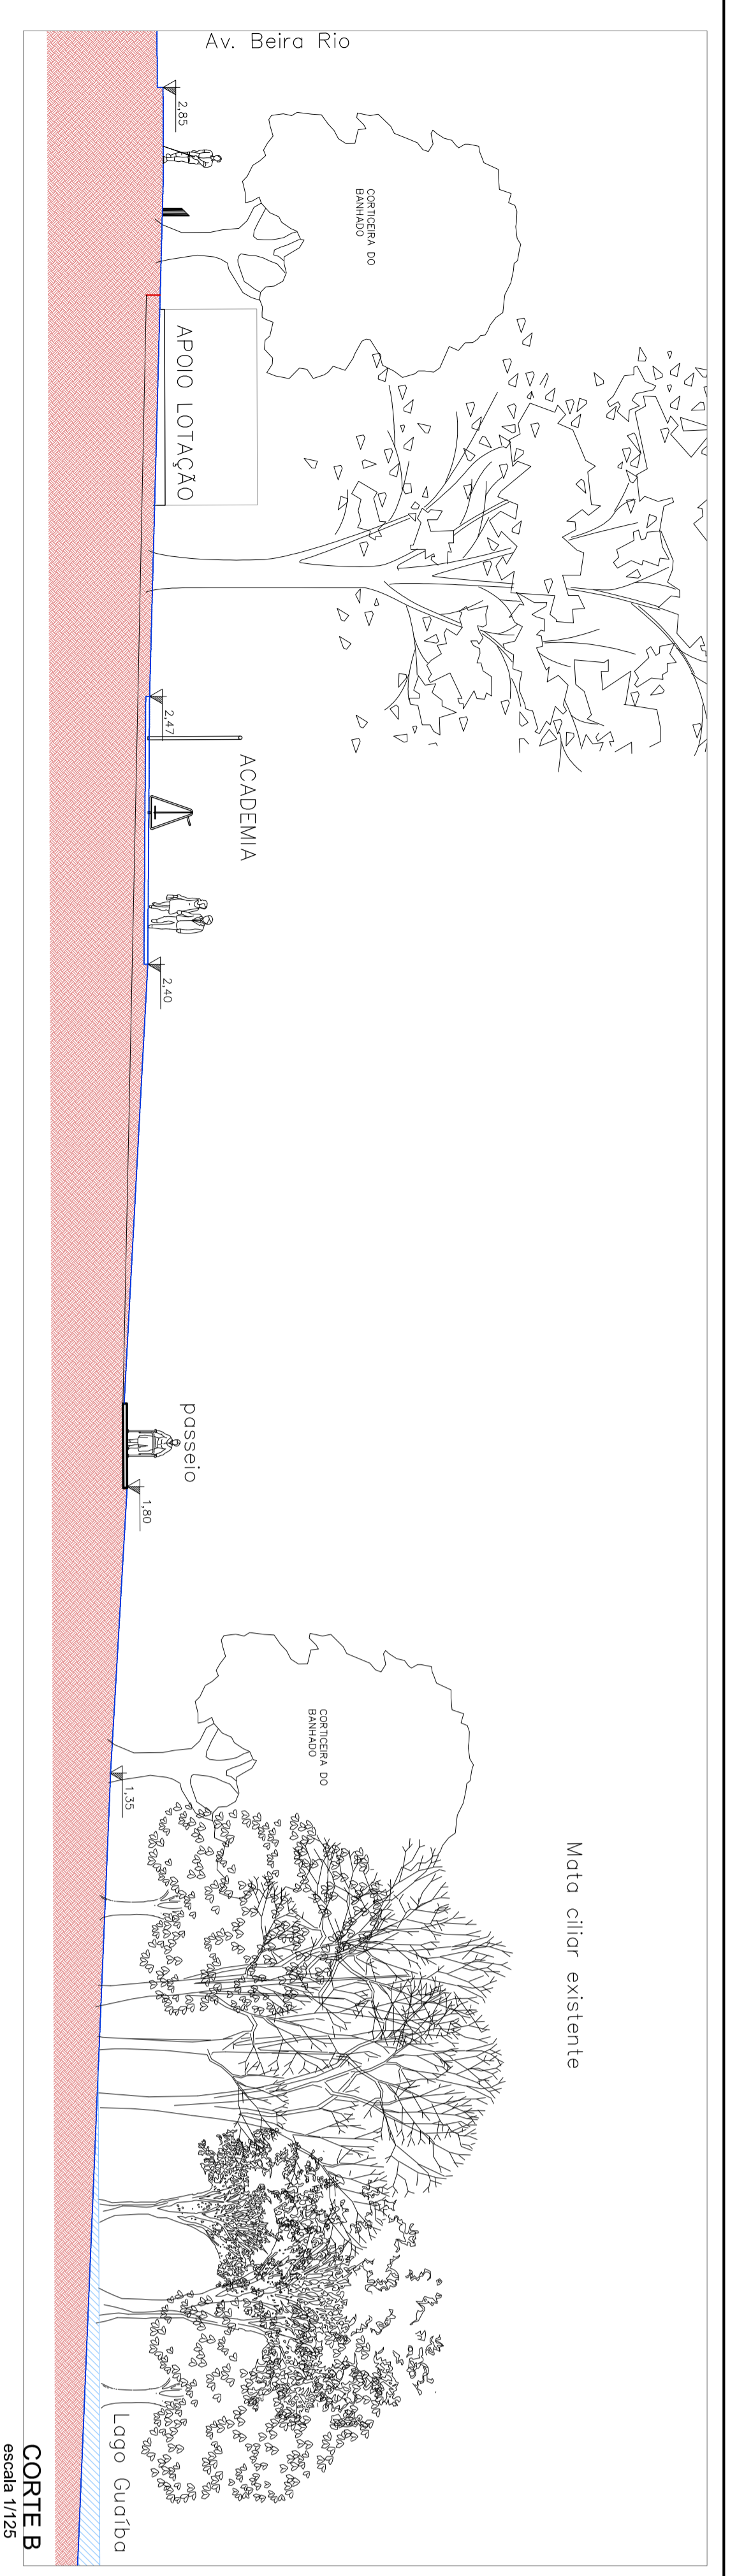 Av. Beira Rio
2,85
CORTICEIRA DO
BANHADO
APOIO LOTAÇÃO
2,47
ACADEMIA
2,40
passeio
1,80
CORTICEIRA DO
BANHADO
1,35
Mata ciliar existente
Lago Guaíba
CORTE B
escala 1/125